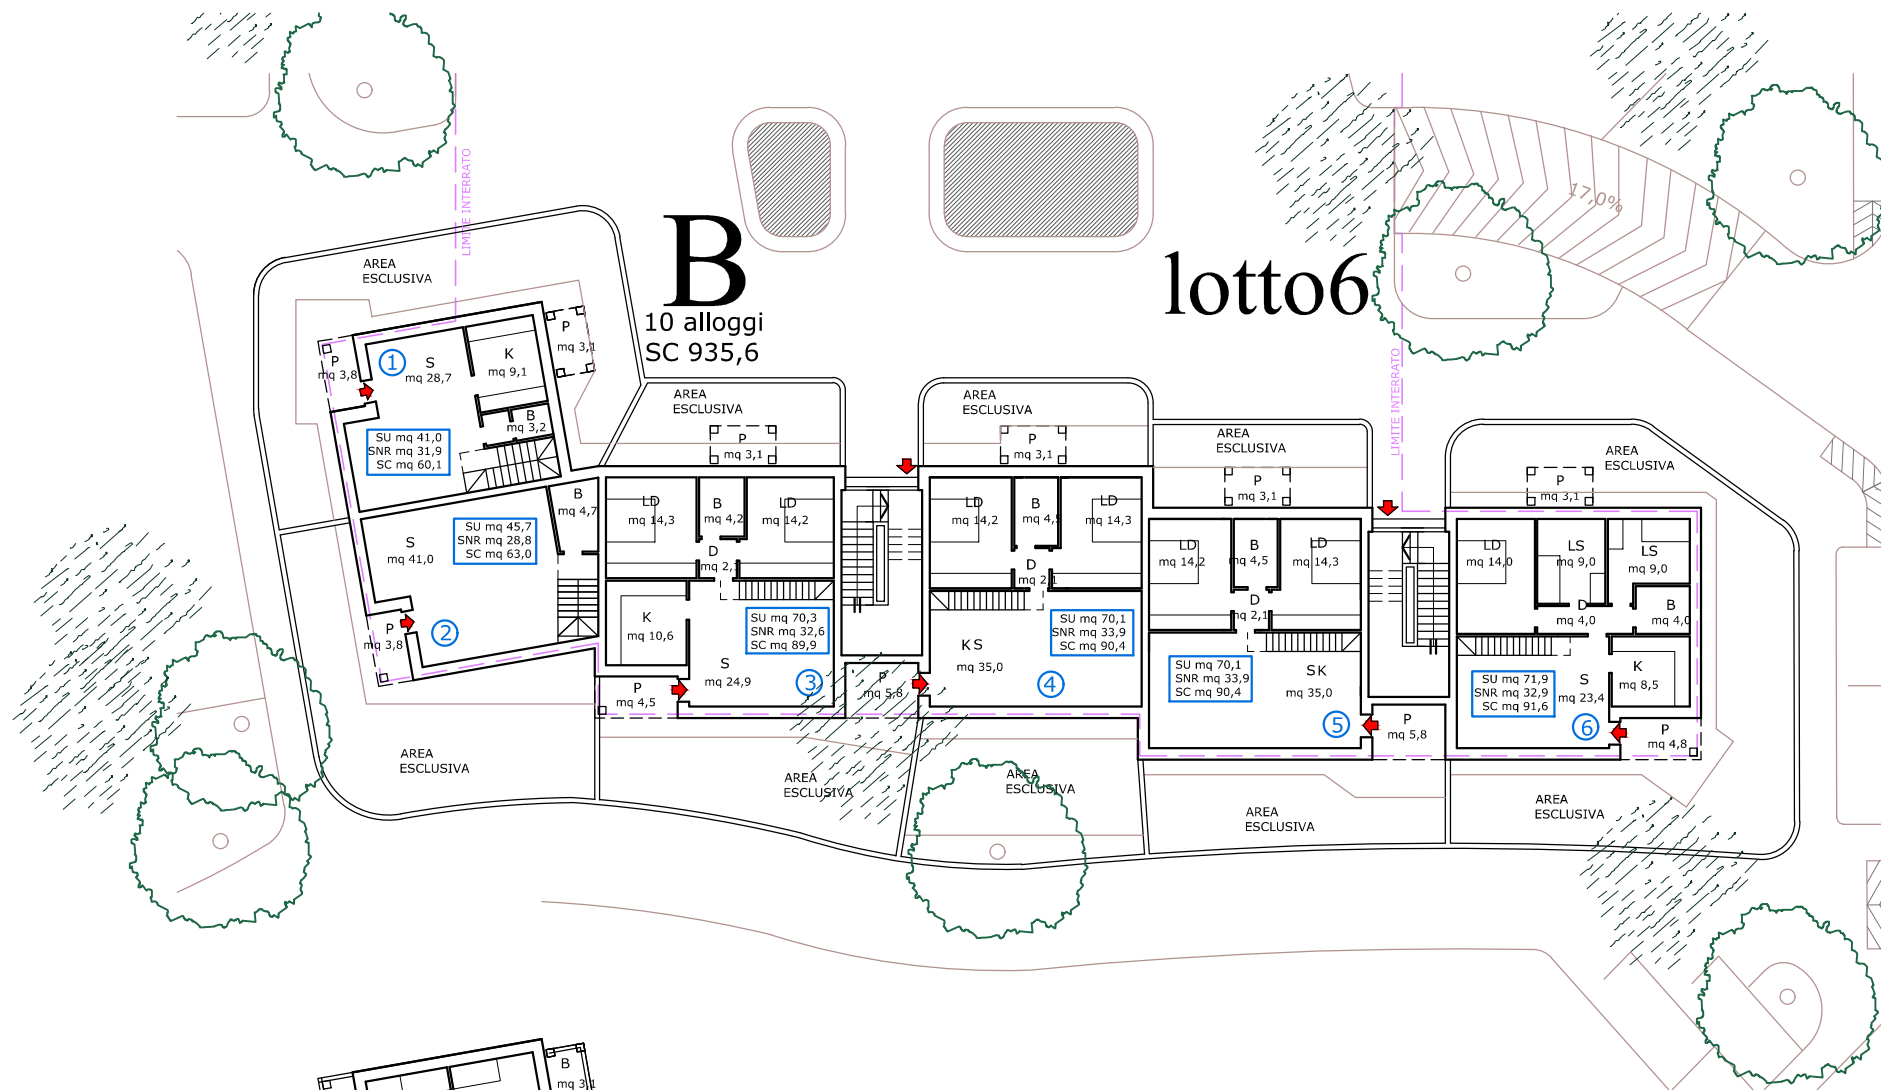 LIMITE INTERRATO
17,0%
B
10 alloggi
SC 935,6
lotto6
AREA
ESCLUSIVA
P
mq 3,8
1
S
mq 28,7
K
mq 9,1
P
mq 3,1
B
mq 3,2
SU mq 41,0
SNR mq 31,9
SC mq 60,1
B
mq 4,7
SU mq 45,7
SNR mq 28,8
SC mq 63,0
S
mq 41,0
P
mq 3,8
2
AREA
ESCLUSIVA
AREA
ESCLUSIVA
P
mq 3,1
LD
mq 14,3
B
mq 4,2
LD
mq 14,2
D
mq 2,1
K
mq 10,6
SU mq 70,3
SNR mq 32,6
SC mq 89,9
S
mq 24,9
3
P
mq 4,5
P
mq 5,8
AREA
ESCLUSIVA
AREA
ESCLUSIVA
P
mq 3,1
LD
mq 14,2
B
LD
mq 14,3
D
mq 2,1
KS
mq 35,0
SU mq 70,1
SNR mq 33,9
SC mq 90,4
4
AREA
ESCLUSIVA
AREA
ESCLUSIVA
P
mq 3,1
LIMITE INTERRATO
LD
mq 14,2
B
mq 4,5
LD
mq 14,3
D
mq 2,1
SU mq 70,1
SNR mq 33,9
SC mq 90,4
SK
mq 35,0
5
P
mq 5,8
AREA
ESCLUSIVA
AREA
ESCLUSIVA
P
mq 3,1
LD
mq 14,0
LS
mq 9,0
LS
mq 9,0
D
mq 4,0
B
mq 4,0
K
mq 8,5
SU mq 71,9
SNR mq 32,9
SC mq 91,6
S
mq 23,4
6
P
mq 4,8
AREA
ESCLUSIVA
B
mq 3,1